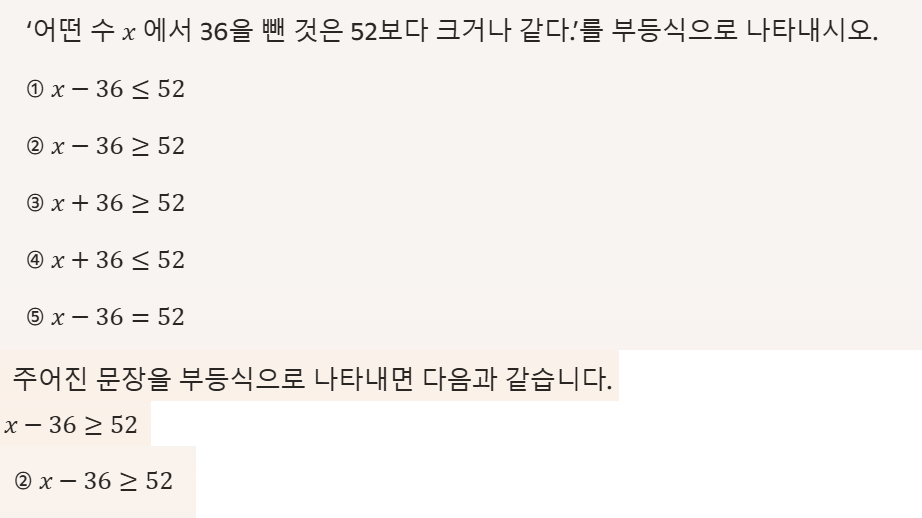 ‘어떤 수 x 에서 36을 뺀 것은 52보다 크거나 같다.’를 부등식으로 나타내시오.
① x − 36 ≤ 52
② x − 36 ≥ 52
③ x + 36 ≥ 52
④ x + 36 ≤ 52
⑤ x − 36 = 52
주어진 문장을 부등식으로 나타내면 다음과 같습니다.
x − 36 ≥ 52
② x − 36 ≥ 52